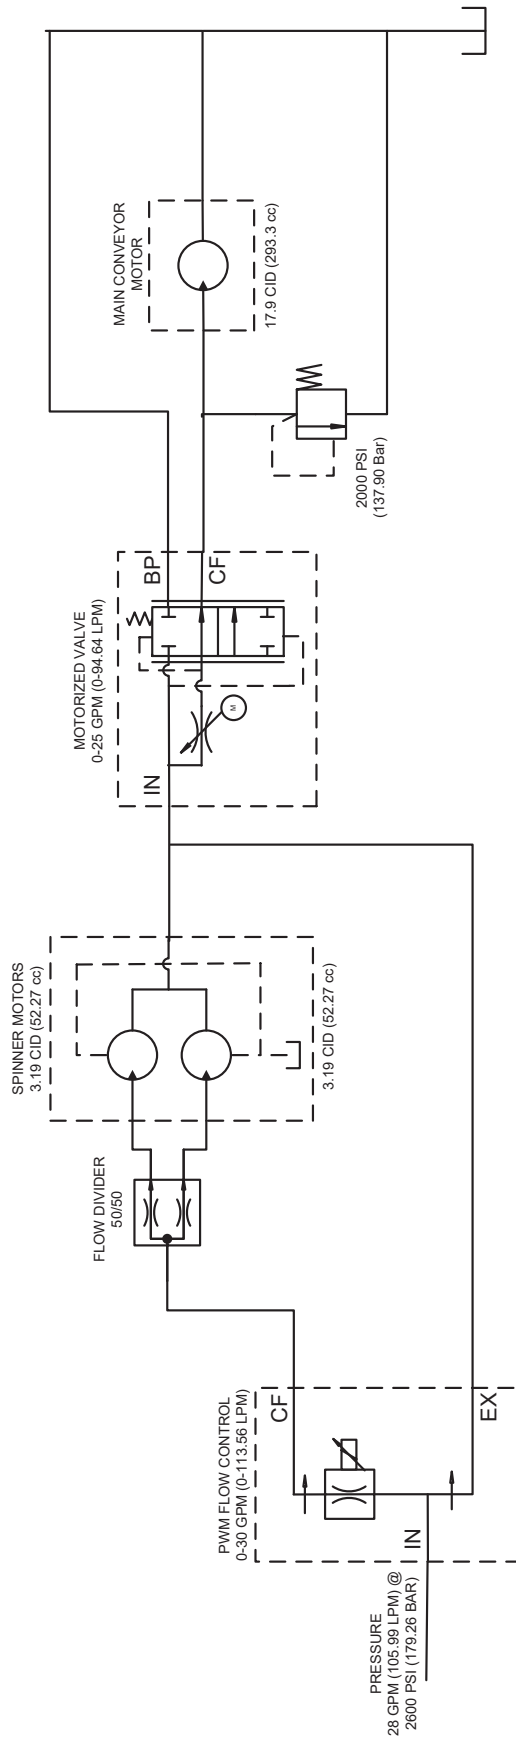 MAIN CONVEYOR
MOTOR
17.9 CID (293.3 cc)
2000 PSI
(137.90 Bar)
MOTORIZED VALVE
0-25 GPM (0-94.64 LPM)
BP
CF
IN
M
SPINNER MOTORS
3.19 CID (52.27 cc)
3.19 CID (52.27 cc)
FLOW DIVIDER
50/50
PWM FLOW CONTROL
0-30 GPM (0-113.56 LPM)
CF
EX
IN
PRESSURE
28 GPM (105.99 LPM) @
2600 PSI (179.26 BAR)